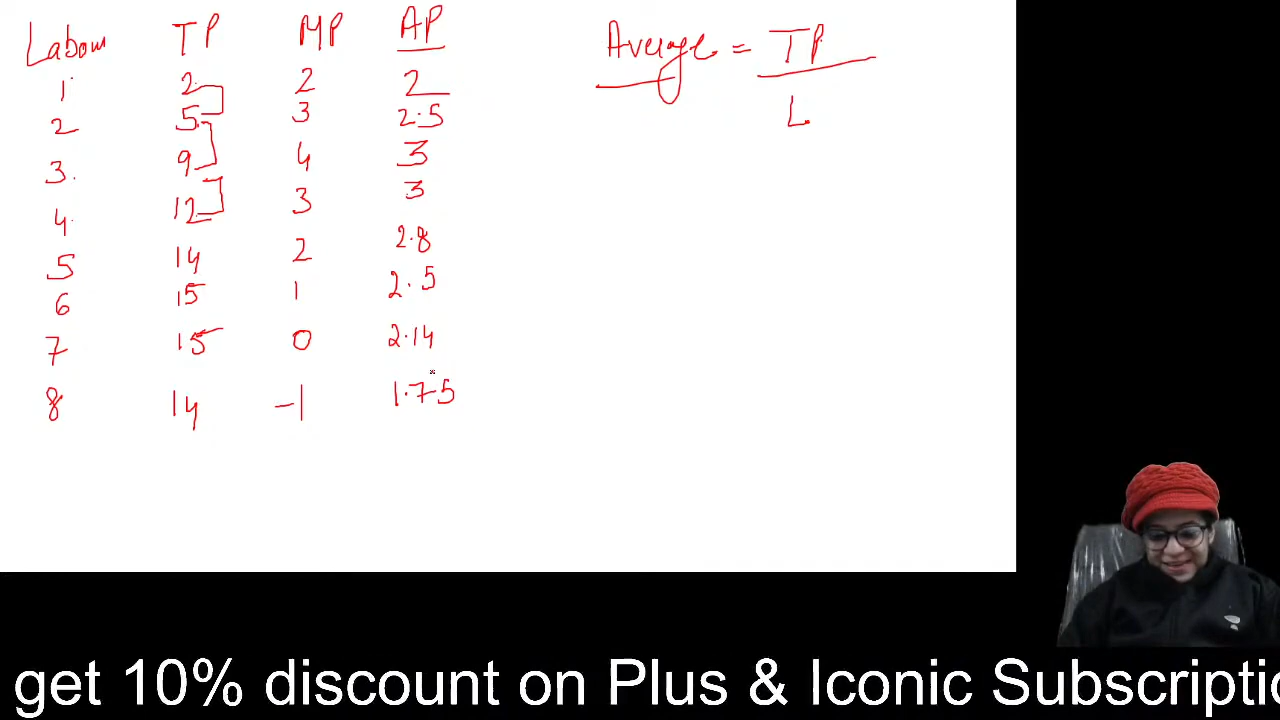 Labour TP MP AP Average = TP / L
1 2 2 2
2 5 3 2.5
3. 9 4 3
4. 12 3 3
5 14 2 2.8
6 15 1 2.5
7 15 0 2.14
8 14 -1 1.75
get 10% discount on Plus & Iconic Subscriptio